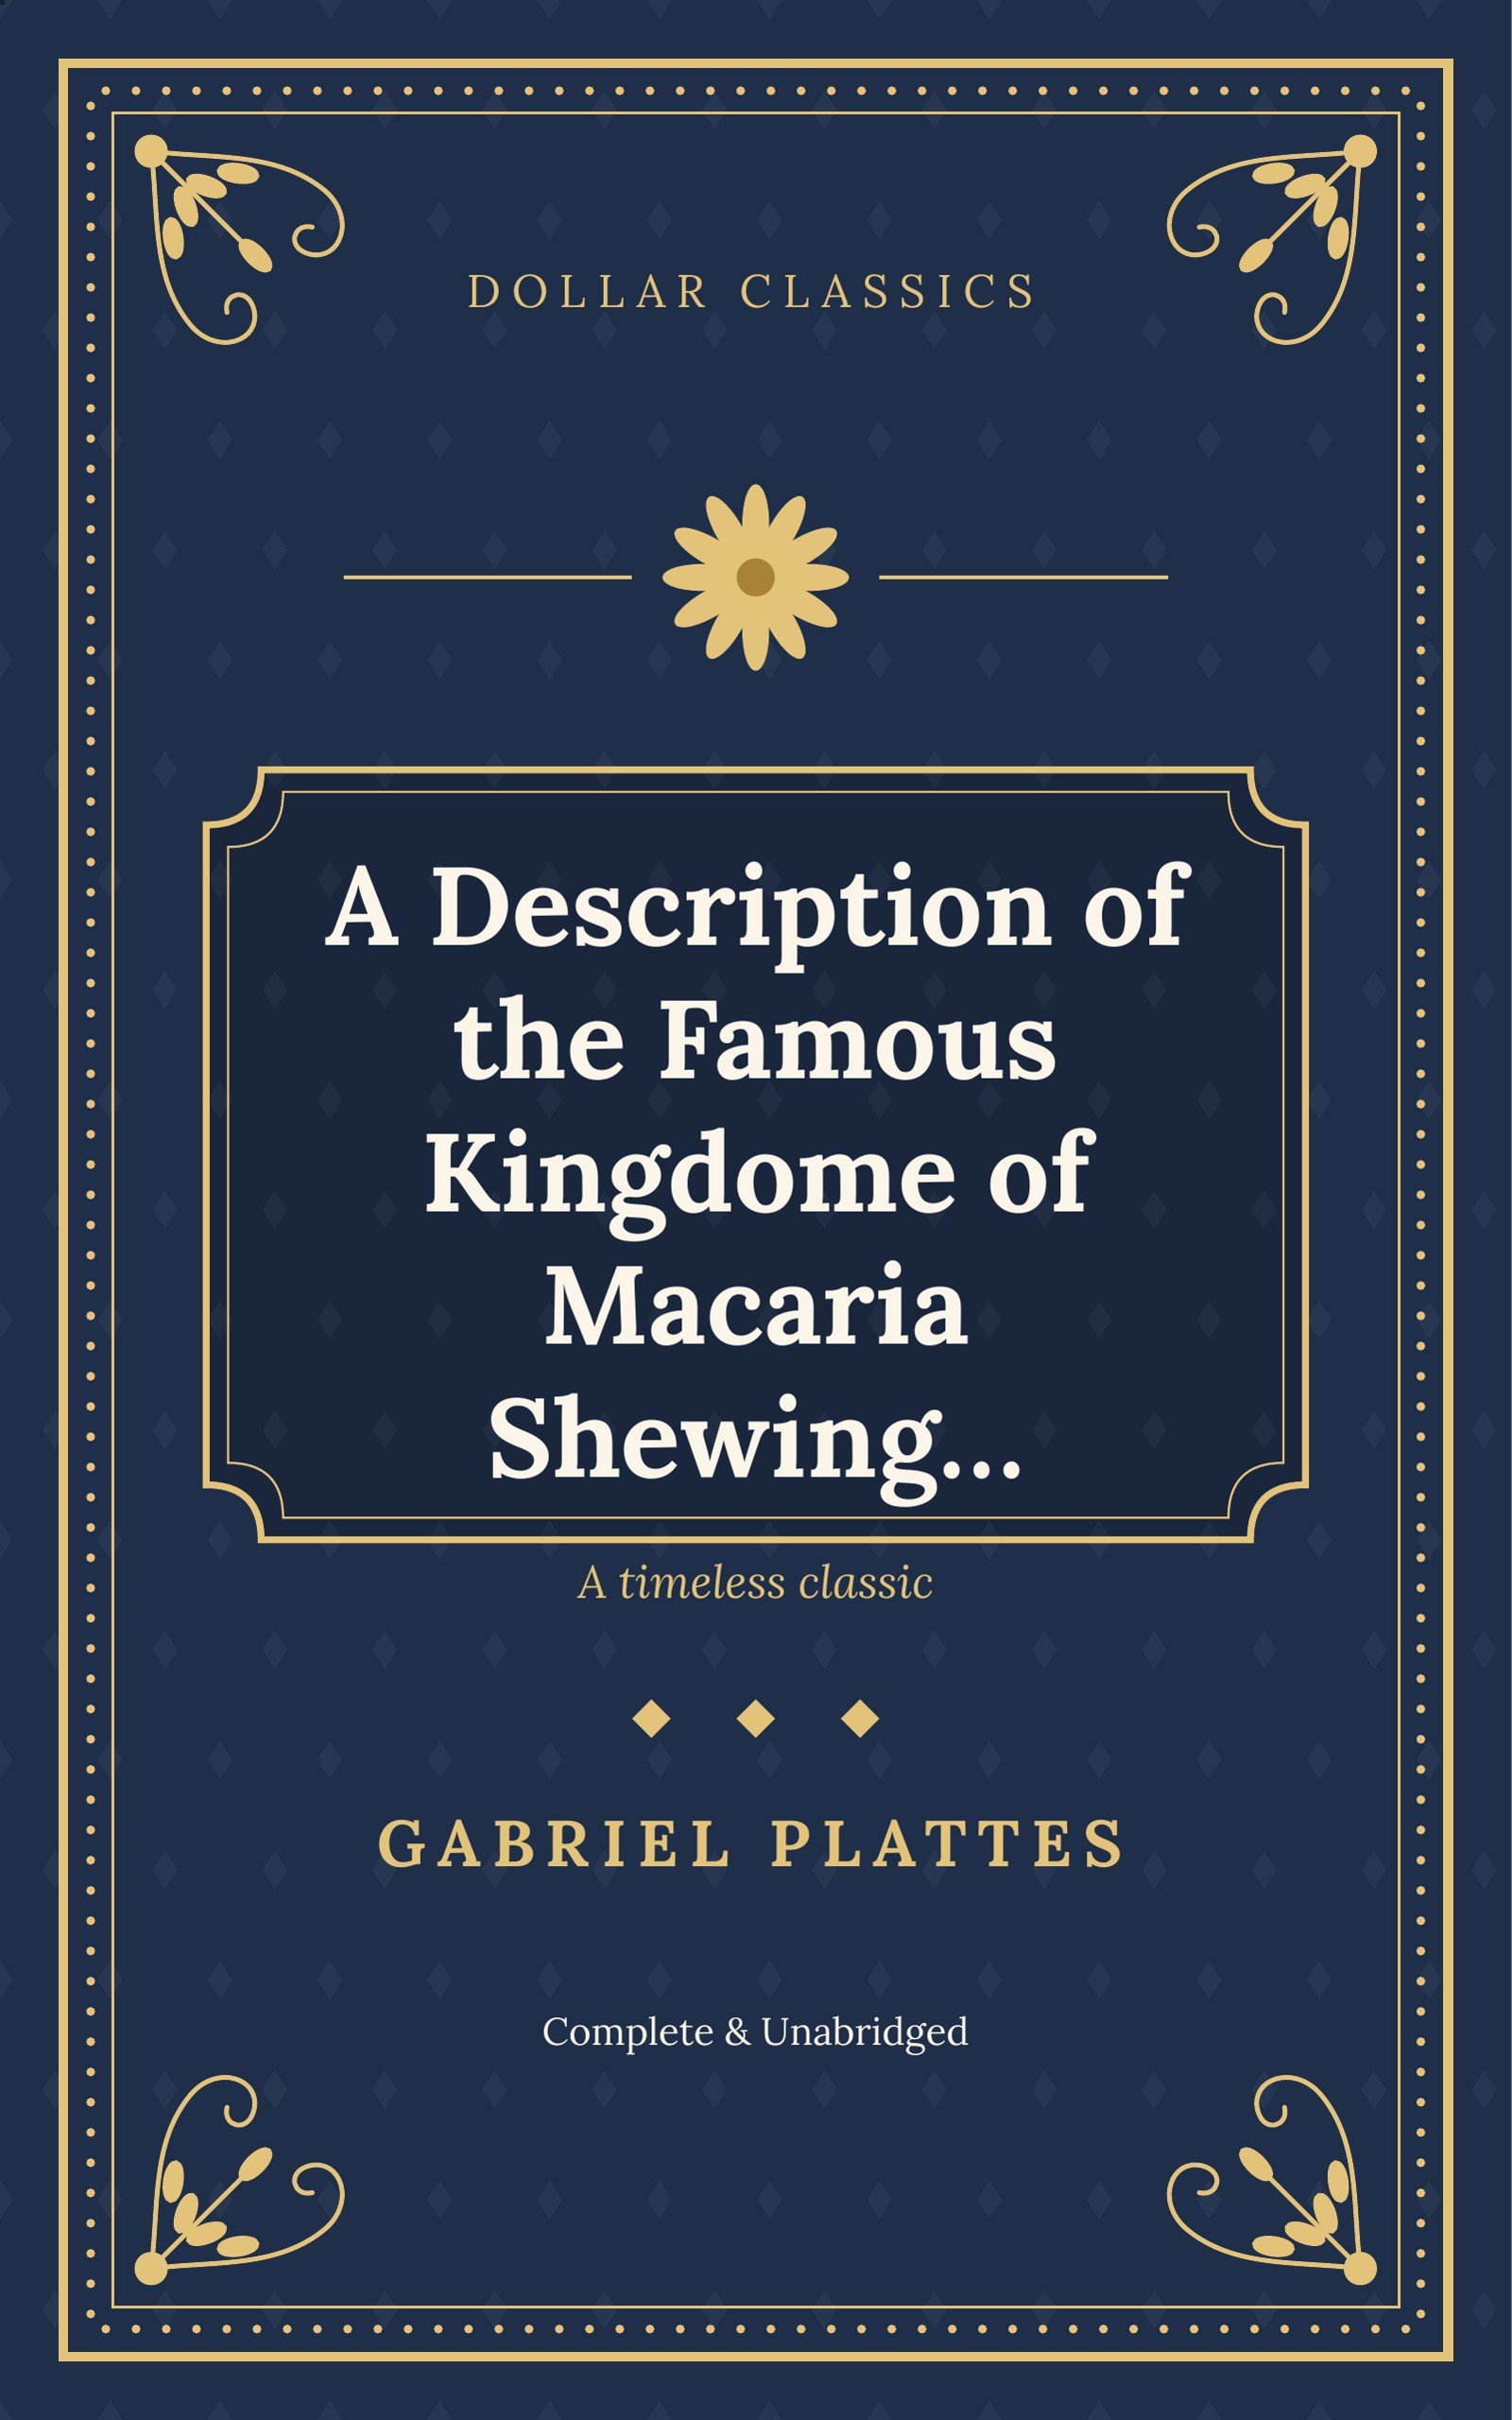 DOLLAR CLASSICS
A Description of
the Famous
Kingdome of
Macaria
Shewing...
A timeless classic
GABRIEL PLATTES
Complete & Unabridged